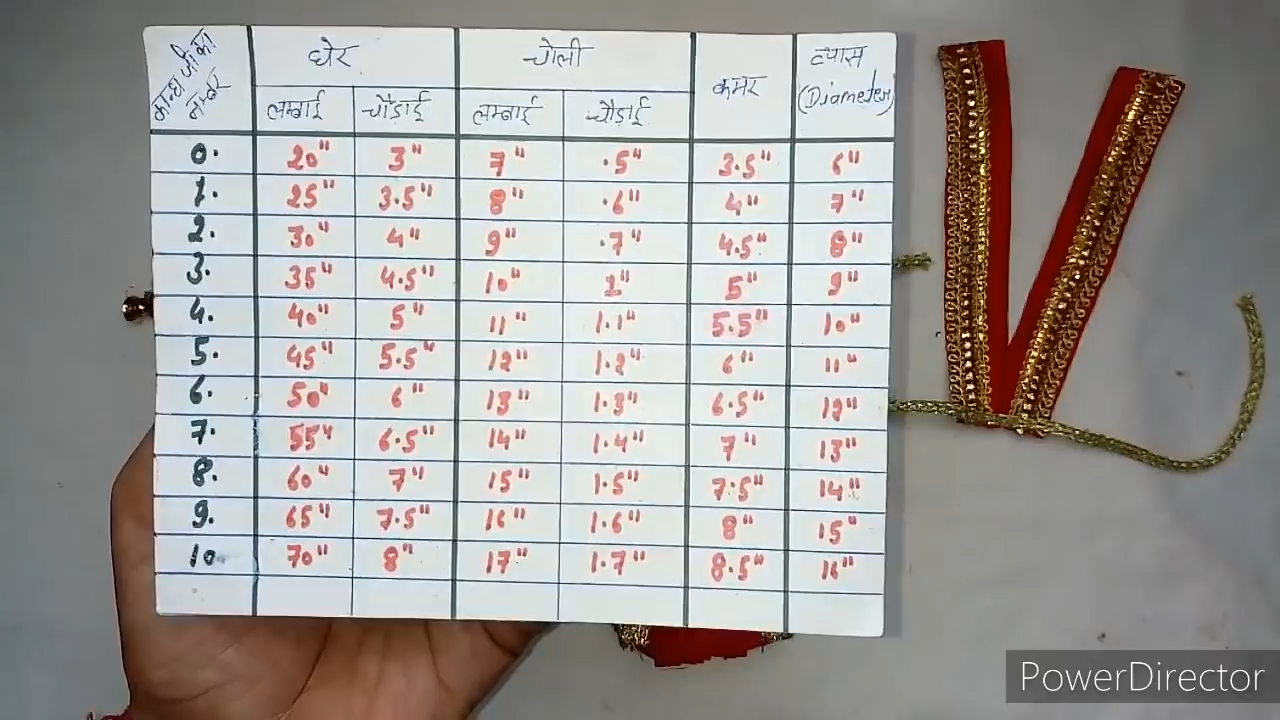 कान्हा जी का नम्बर घेर चोली कमर व्यास (Diameter)
लम्बाई चौड़ाई लम्बाई चौड़ाई
0. 20" 3" 7" .5" 3.5" 6"
1. 25" 3.5" 8" .6" 4" 7"
2. 30" 4" 9" .7" 4.5" 8"
3. 35" 4.5" 10" 1" 5" 9"
4. 40" 5" 11" 1.1" 5.5" 10"
5. 45" 5.5" 12" 1.2" 6" 11"
6. 50" 6" 13" 1.3" 6.5" 12"
7. 55" 6.5" 14" 1.4" 7" 13"
8. 60" 7" 15" 1.5" 7.5" 14"
9. 65" 7.5" 16" 1.6" 8" 15"
10 70" 8" 17" 1.7" 8.5" 16"
PowerDirector